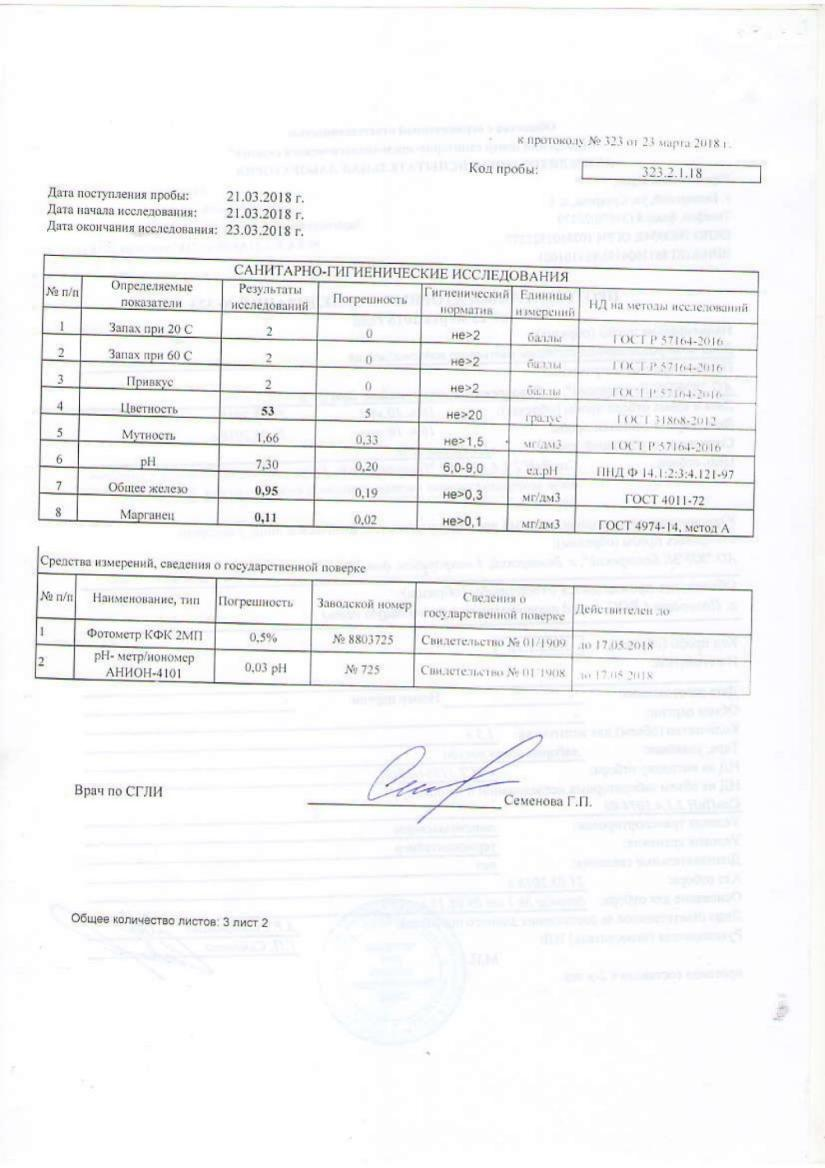 к протоколу № 323 от 23 марта 2018 г.
Код пробы: 323.2.1.18
Дата поступления пробы: 21.03.2018 г.
Дата начала исследования: 21.03.2018 г.
Дата окончания исследования: 23.03.2018 г.
САНИТАРНО-ГИГИЕНИЧЕСКИЕ ИССЛЕДОВАНИЯ
№ п/п Определяемые показатели Результаты исследований Погрешность Гигиенический норматив Единицы измерений НД на методы исследований
1 Запах при 20 С 2 0 не>2 баллы ГОСТ Р 57164-2016
2 Запах при 60 С 2 0 не>2 баллы ГОСТ Р 57164-2016
3 Привкус 2 0 не>2 баллы ГОСТ Р 57164-2016
4 Цветность 53 5 не>20 градус ГОСТ 31868-2012
5 Мутность 1,66 0,33 не>1,5 мг/дм3 ГОСТ Р 57164-2016
6 pH 7,30 0,20 6,0-9,0 ед.pH ПНД Ф 14.1:2:3:4.121-97
7 Общее железо 0,95 0,19 не>0,3 мг/дм3 ГОСТ 4011-72
8 Марганец 0,11 0,02 не>0,1 мг/дм3 ГОСТ 4974-14, метод А
Средства измерений, сведения о государственной поверке
№ п/п Наименование, тип Погрешность Заводской номер Сведения о государственной поверке Действителен до
1 Фотометр КФК 2МП 0,5% № 8803725 Свидетельство № 01/1909 до 17.05.2018
2 pH- метр/иономер АНИОН-4101 0,03 pH № 725 Свидетельство № 01/1908 до 17.05.2018
Врач по СГЛИ Семенова Г.П.
Общее количество листов: 3 лист 2